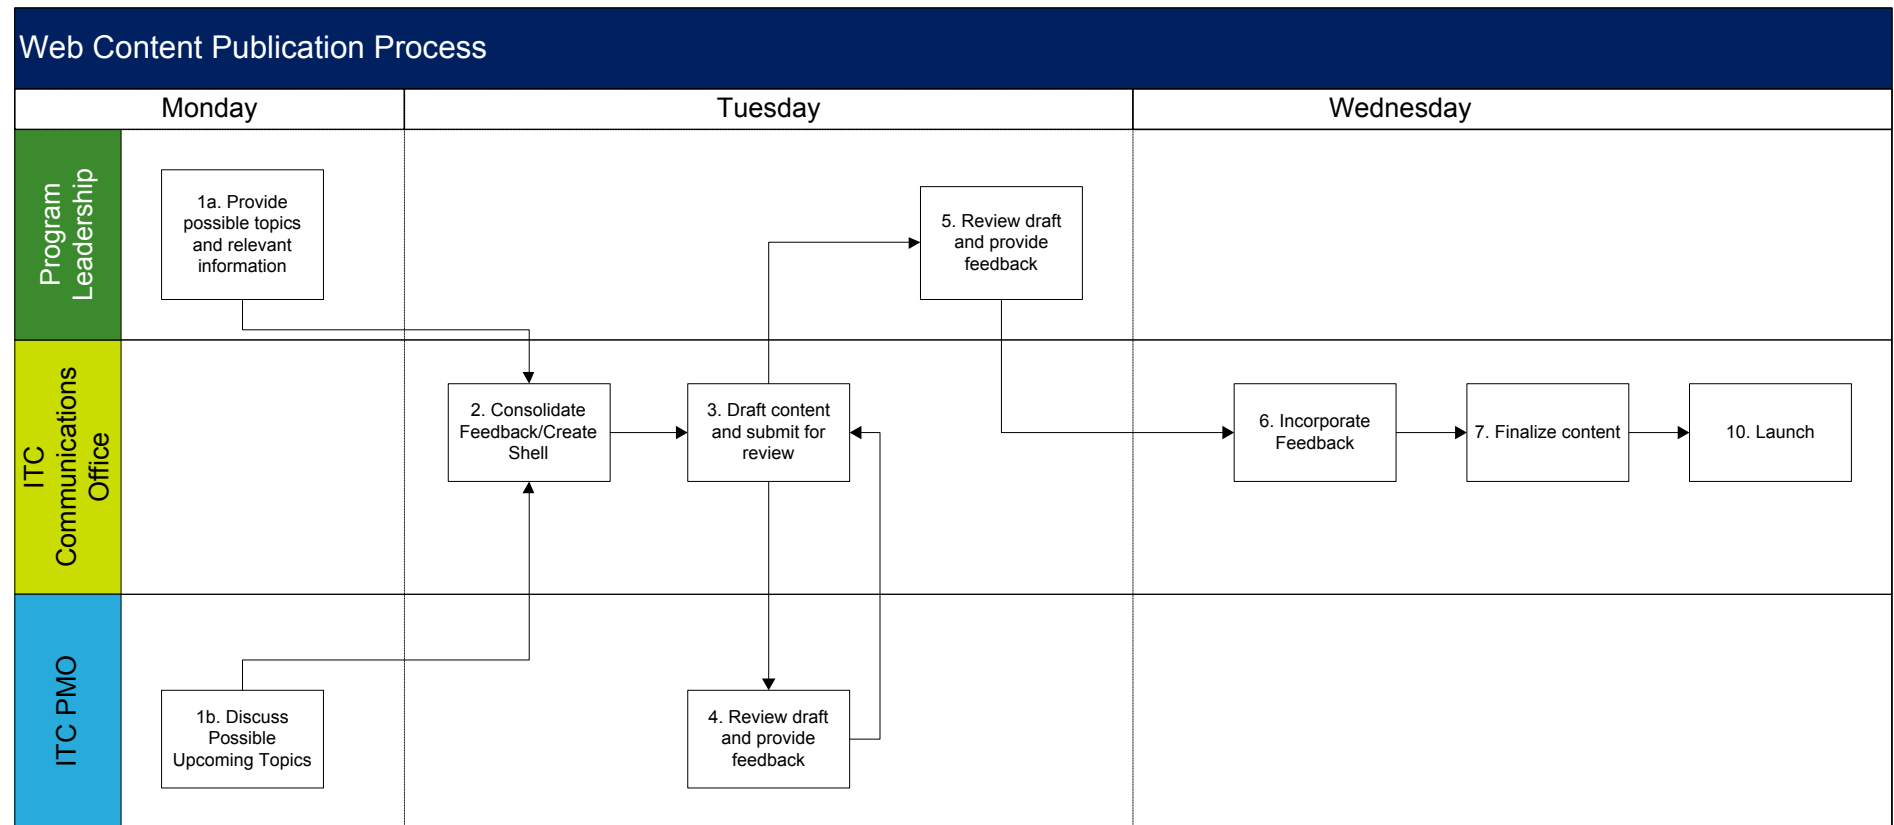 Web Content Publication Process
Monday
Tuesday
Wednesday
Program
Leadership
1a. Provide
possible topics
and relevant
information
5. Review draft
and provide
feedback
ITC
Communications
Office
2. Consolidate
Feedback/Create
Shell
3. Draft content
and submit for
review
6. Incorporate
Feedback
7. Finalize content
10. Launch
ITC PMO
1b. Discuss
Possible
Upcoming Topics
4. Review draft
and provide
feedback